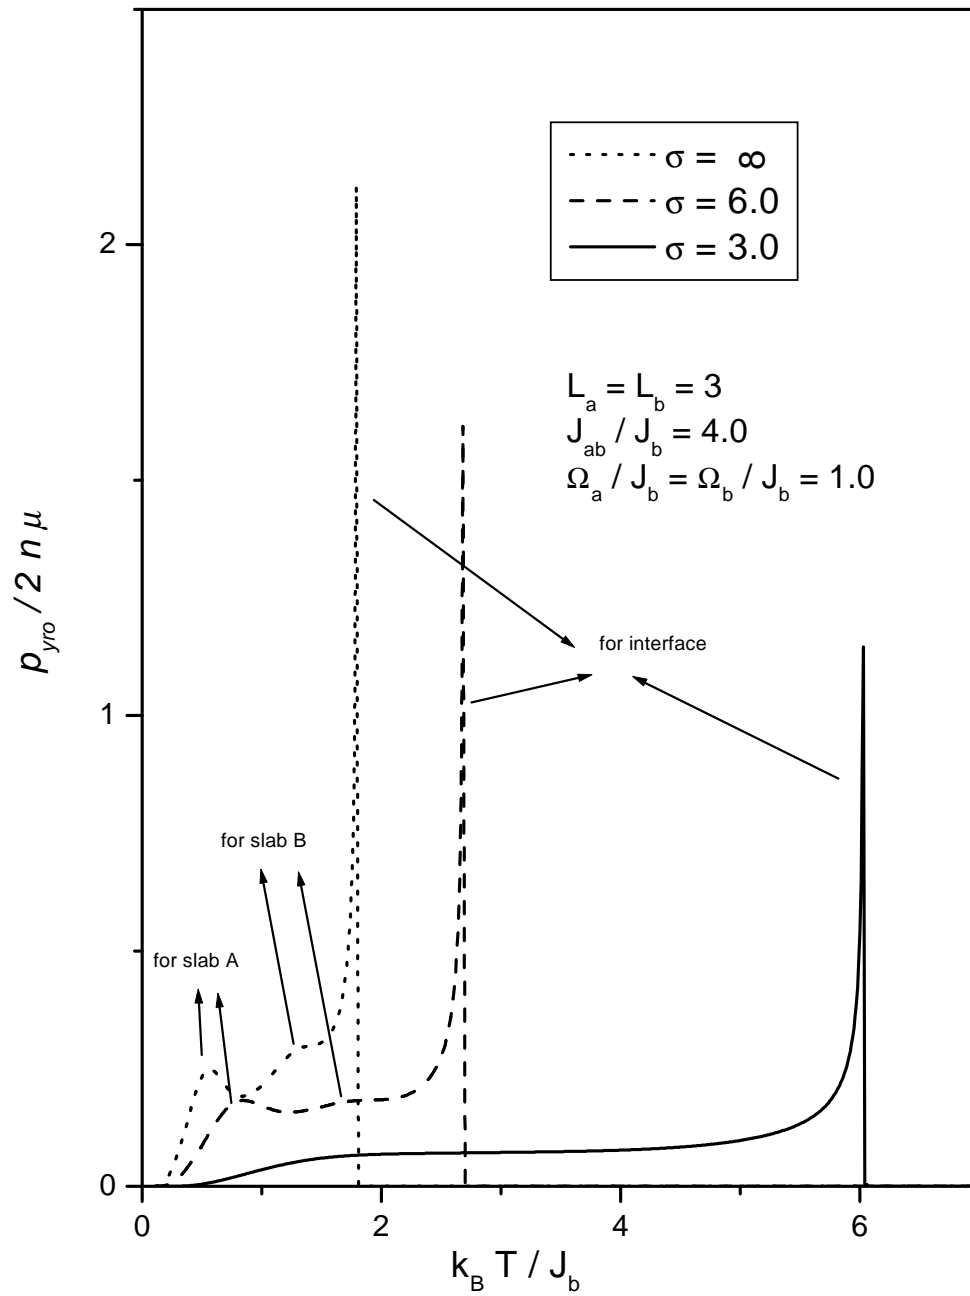 σ = ∞
σ = 6.0
σ = 3.0
2
L_a = L_b = 3
J_ab / J_b = 4.0
Ω_a / J_b = Ω_b / J_b = 1.0
p_yro / 2 n μ
for interface
1
for slab B
for slab A
0
0 2 4 6
k_B T / J_b